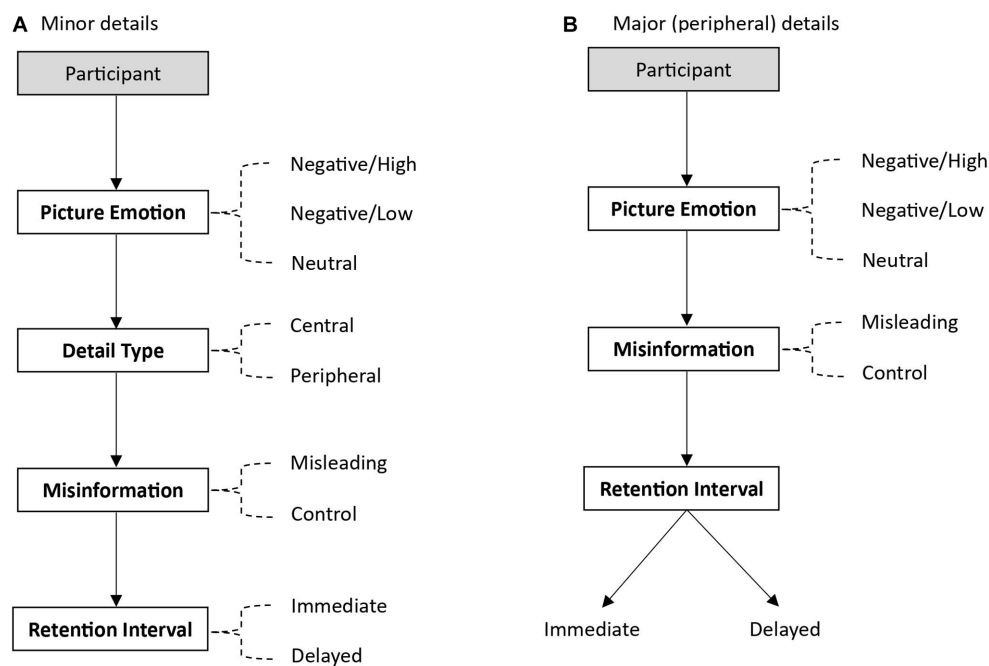 A Minor details
Participant
Picture Emotion
Negative/High
Negative/Low
Neutral
Detail Type
Central
Peripheral
Misinformation
Misleading
Control
Retention Interval
Immediate
Delayed
B Major (peripheral) details
Participant
Picture Emotion
Negative/High
Negative/Low
Neutral
Misinformation
Misleading
Control
Retention Interval
Immediate
Delayed